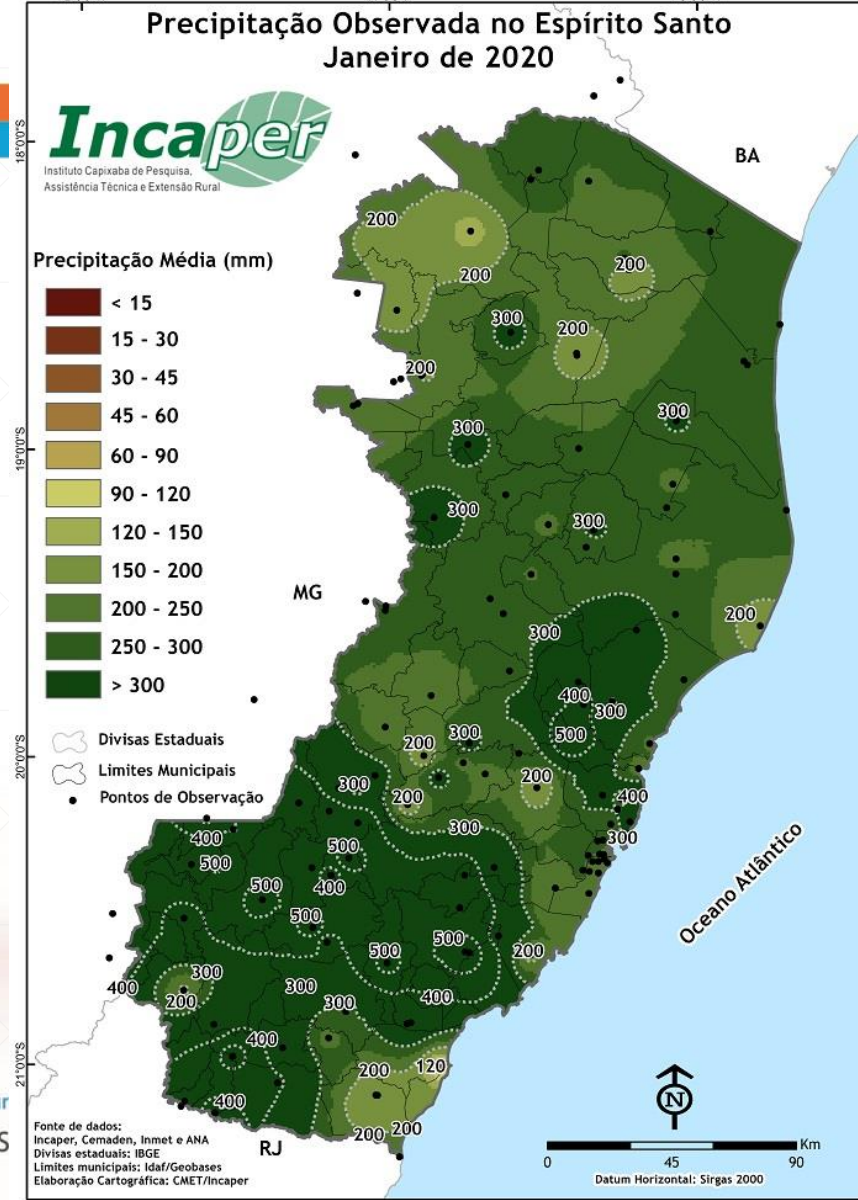 Precipitação Observada no Espírito Santo
Janeiro de 2020
Incaper
Instituto Capixaba de Pesquisa,
Assistência Técnica e Extensão Rural
18°0'0"S
19°0'0"S
20°0'0"S
21°0'0"S
BA
MG
RJ
Oceano Atlântico
Precipitação Média (mm)
< 15
15 - 30
30 - 45
45 - 60
60 - 90
90 - 120
120 - 150
150 - 200
200 - 250
250 - 300
> 300
Divisas Estaduais
Limites Municipais
Pontos de Observação
200
200
200
300
200
200
300
300
300
300
200
300
400
300
500
300
200
200
300
200
400
300
300
400
500
500
400
500
500
500
500
200
300
200
400
300
300
400
400
400
200
120
200
200
Fonte de dados:
Incaper, Cemaden, Inmet e ANA
Divisas estaduais: IBGE
Limites municipais: Idaf/Geobases
Elaboração Cartográfica: CMET/Incaper
N
Km
0 45 90
Datum Horizontal: Sirgas 2000